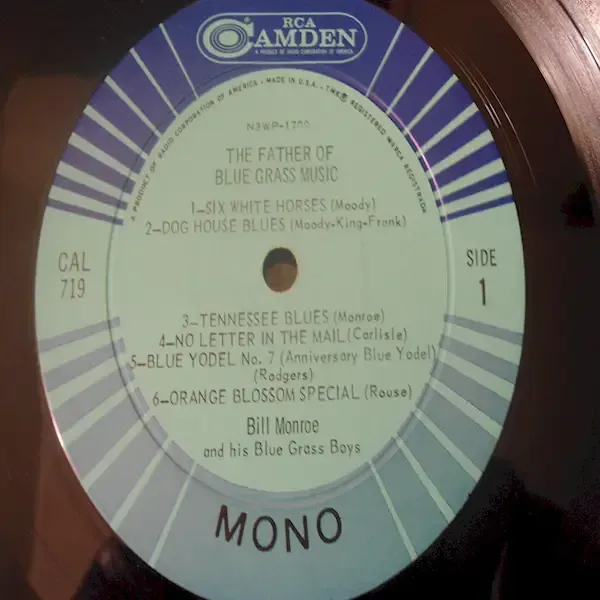 RCA
CAMDEN
A PRODUCT OF RADIO CORPORATION OF AMERICA
A PRODUCT OF RADIO CORPORATION OF AMERICA - MADE IN U.S.A. - TMK® REGISTERED MARCA REGISTRADA
THE FATHER OF
BLUE GRASS MUSIC
1-SIX WHITE HORSES (Moody)
2-DOG HOUSE BLUES (Moody-King-Frank)
CAL
719
SIDE
1
3-TENNESSEE BLUES (Monroe)
4-NO LETTER IN THE MAIL (Carlisle)
5-BLUE YODEL No. 7 (Anniversary Blue Yodel)
(Rodgers)
6-ORANGE BLOSSOM SPECIAL (Rouse)
Bill Monroe
and his Blue Grass Boys
MONO